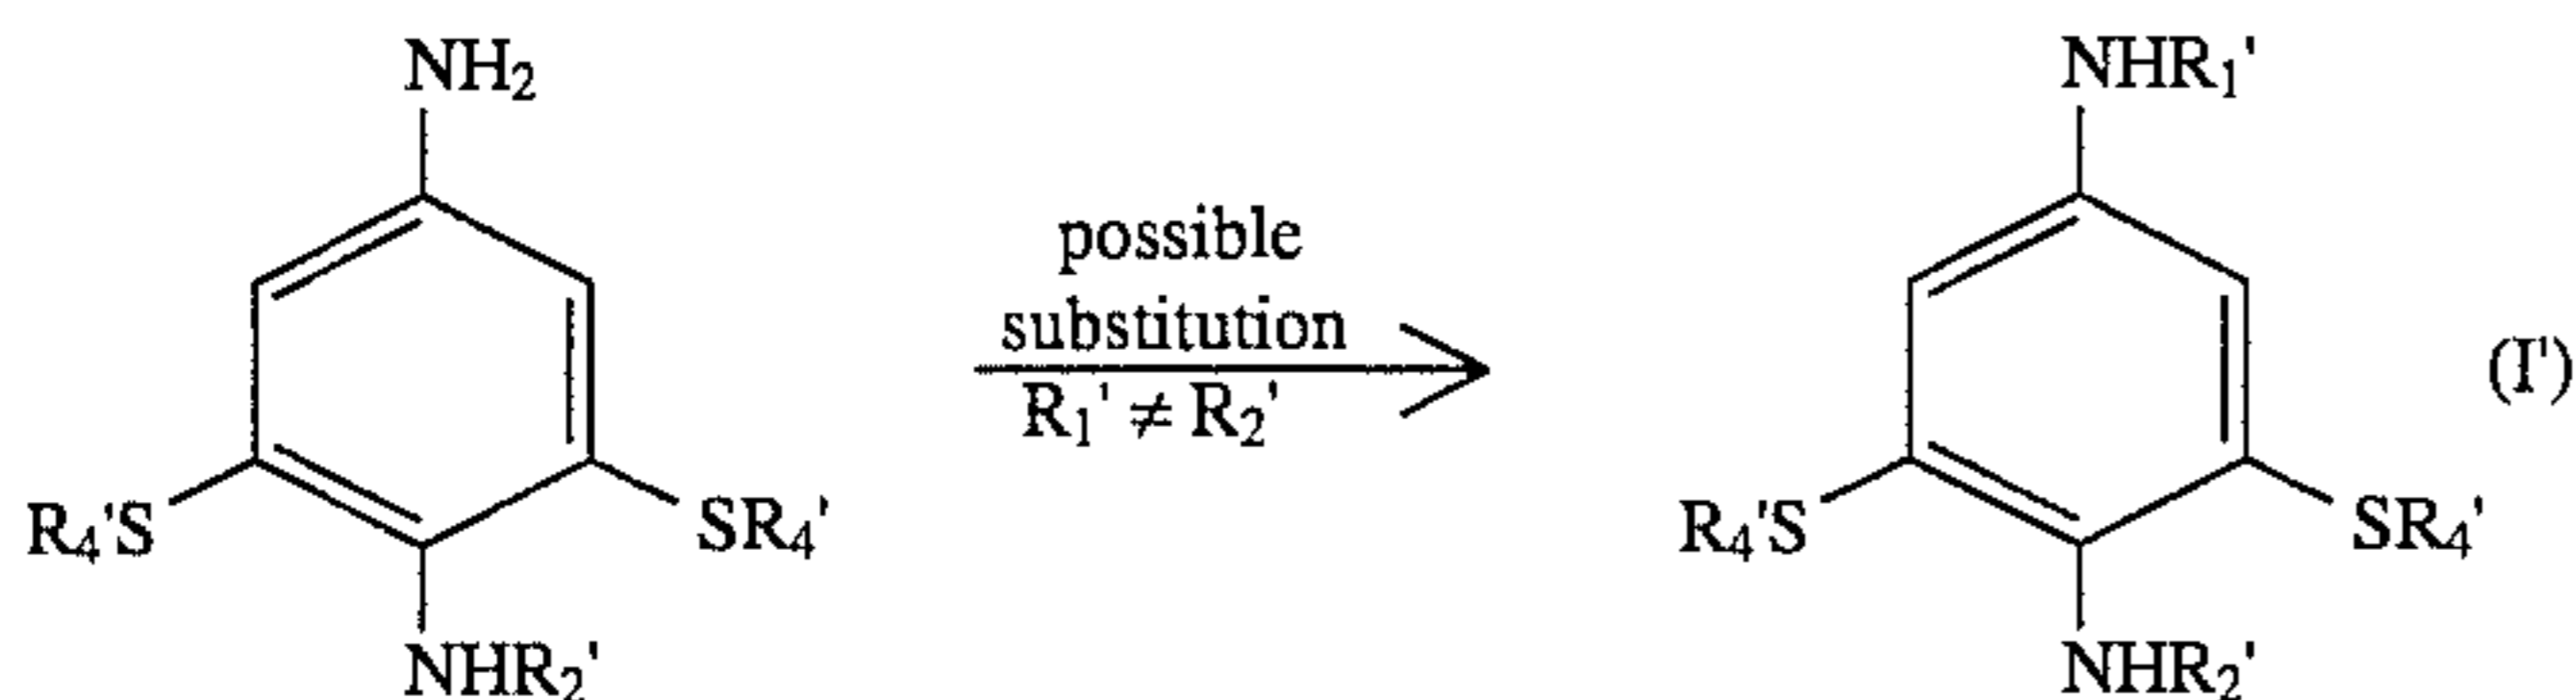 NH₂
R₄'S
SR₄'
NHR₂'
possible
substitution
R₁' ≠ R₂'
NHR₁'
R₄'S
SR₄'
NHR₂'
(I')